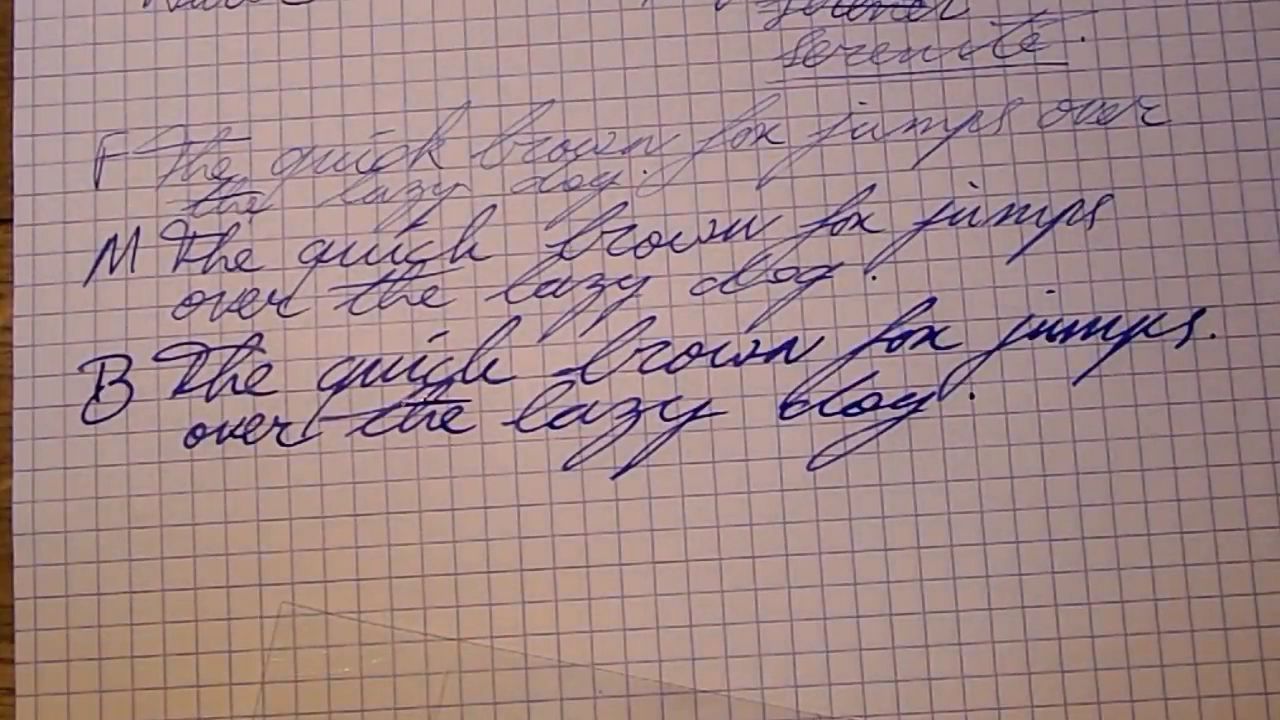 serenite.
F The quick brown fox jumps over
the lazy dog.
M The quick brown fox jumps
over the lazy dog.
B The quick brown fox jumps.
over the lazy dog.